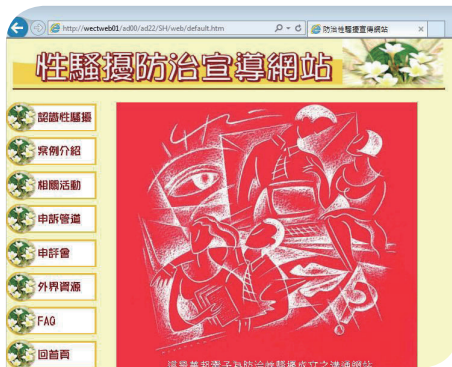 http://wectweb01/ad00/ad22/SH/web/default.htm
防治性騷擾宣導網站
性騷擾防治宣導網站
認識性騷擾
案例介紹
相關活動
申訴管道
申評會
外界資源
FAQ
回首頁